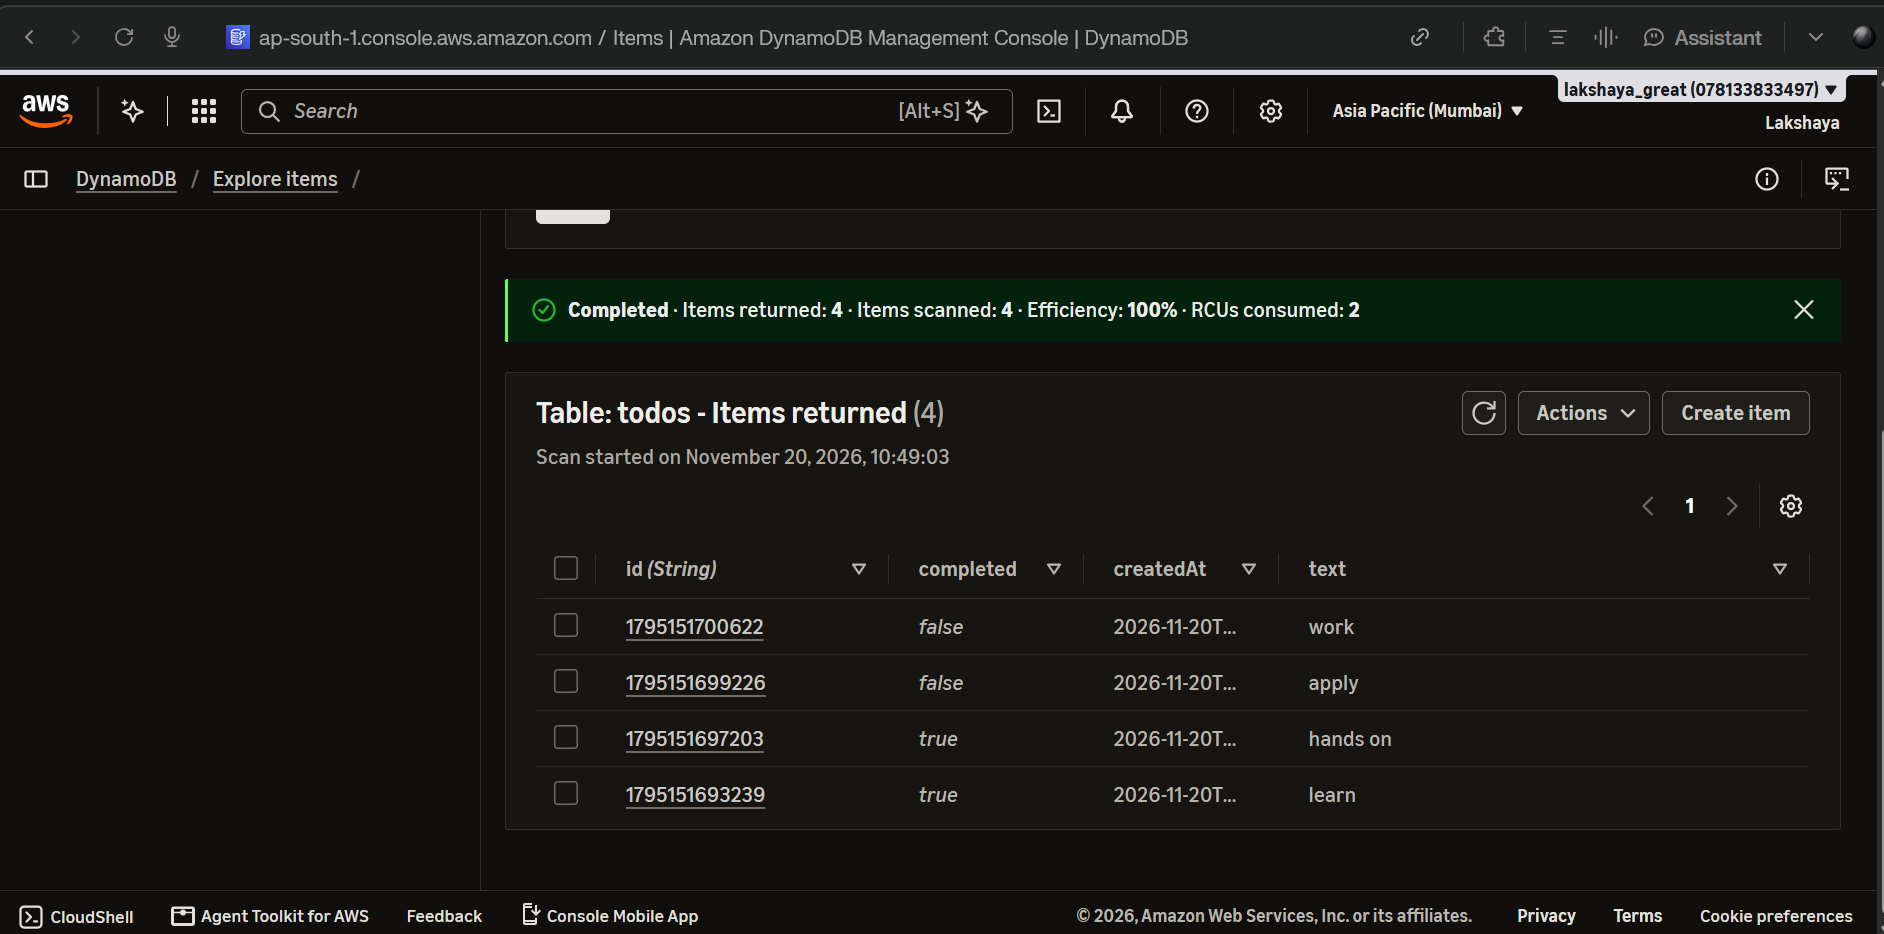 ap-south-1.console.aws.amazon.com / Items | Amazon DynamoDB Management Console | DynamoDB
Assistant
aws
Search
[Alt+S]
Asia Pacific (Mumbai)
lakshaya_great (078133833497)
Lakshaya
DynamoDB / Explore items /
Completed · Items returned: 4 · Items scanned: 4 · Efficiency: 100% · RCUs consumed: 2
Table: todos - Items returned (4)
Actions
Create item
Scan started on November 20, 2026, 10:49:03
1
id (String) completed createdAt text
1795151700622 false 2026-11-20T... work
1795151699226 false 2026-11-20T... apply
1795151697203 true 2026-11-20T... hands on
1795151693239 true 2026-11-20T... learn
CloudShell Agent Toolkit for AWS Feedback Console Mobile App © 2026, Amazon Web Services, Inc. or its affiliates. Privacy Terms Cookie preferences